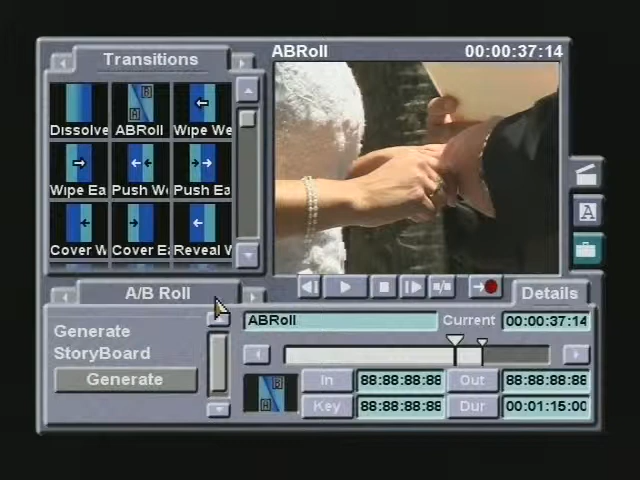 Transitions
ABRoll 00:00:37:14
Dissolve ABRoll Wipe We
Wipe Ea Push We Push Ea
Cover W Cover Ea Reveal W
A
A/B Roll
Details
Generate
StoryBoard
Generate
ABRoll Current 00:00:37:14
In 88:88:88:88 Out 88:88:88:88
Key 88:88:88:88 Dur 00:01:15:00